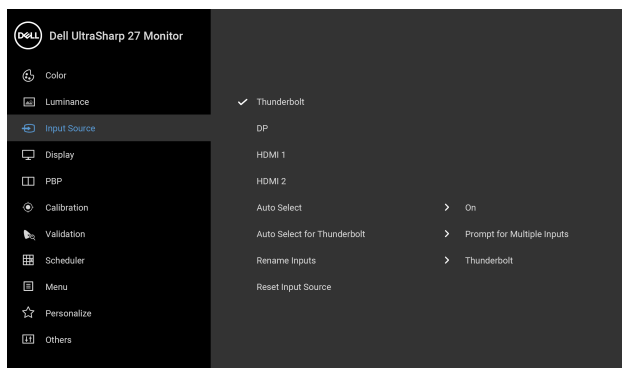 DELL
Dell UltraSharp 27 Monitor
Color
Luminance
Thunderbolt
Input Source
DP
Display
HDMI 1
PBP
HDMI 2
Calibration
Auto Select
On
Validation
Auto Select for Thunderbolt
Prompt for Multiple Inputs
Scheduler
Rename Inputs
Thunderbolt
Menu
Reset Input Source
Personalize
Others